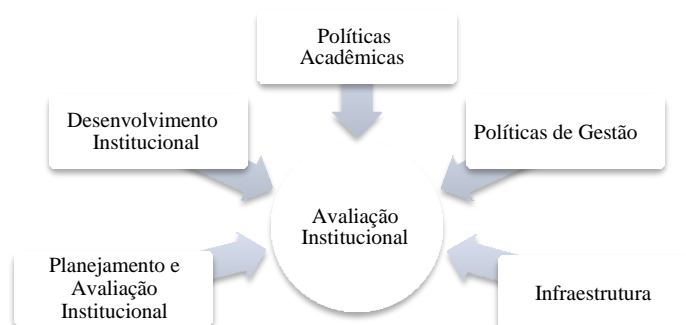 Políticas
Acadêmicas
Desenvolvimento
Institucional
Políticas de Gestão
Avaliação
Institucional
Planejamento e
Avaliação
Institucional
Infraestrutura